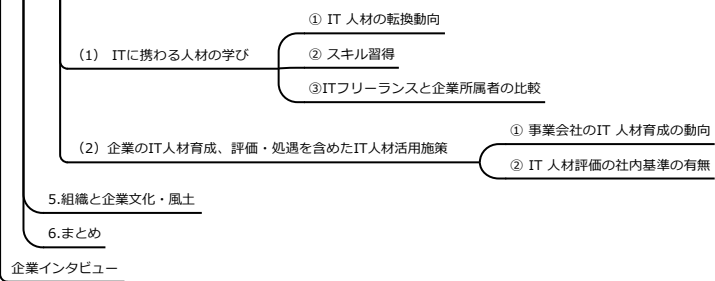 ① IT 人材の転換動向
（1） ITに携わる人材の学び
② スキル習得
③ITフリーランスと企業所属者の比較
① 事業会社のIT 人材育成の動向
（2）企業のIT人材育成、評価・処遇を含めたIT人材活用施策
② IT 人材評価の社内基準の有無
5.組織と企業文化・風土
6.まとめ
企業インタビュー